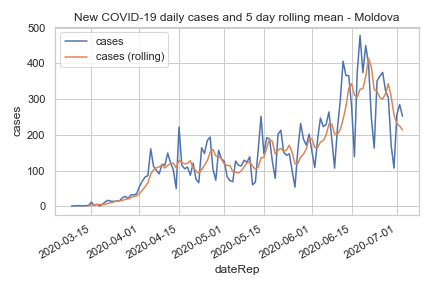 New COVID-19 daily cases and 5 day rolling mean - Moldova
cases
cases (rolling)
500
400
300
200
100
0
cases
2020-03-15
2020-04-01
2020-04-15
2020-05-01
2020-05-15
2020-06-01
2020-06-15
2020-07-01
dateRep